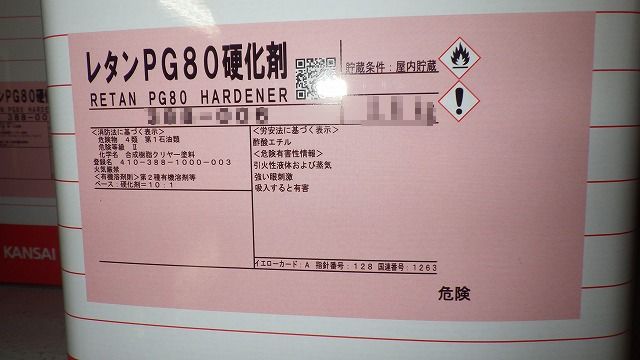 レタンPG80硬化剤
RETAN PG80 HARDENER
貯蔵条件：屋内貯蔵
<消防法に基づく表示>
危険物 4類 第1石油類
危険等級 Ⅱ
化学名 合成樹脂クリヤー塗料
登録名 410-388-1000-003
火気厳禁
<有機溶剤則>第2種有機溶剤等
ベース：硬化剤＝10：1
<労安法に基づく表示>
酢酸エチル
<危険有害性情報>
引火性液体および蒸気
強い眼刺激
吸入すると有害
イエローカード：A 指針番号：128 国連番号：1263
危険
KANSAI